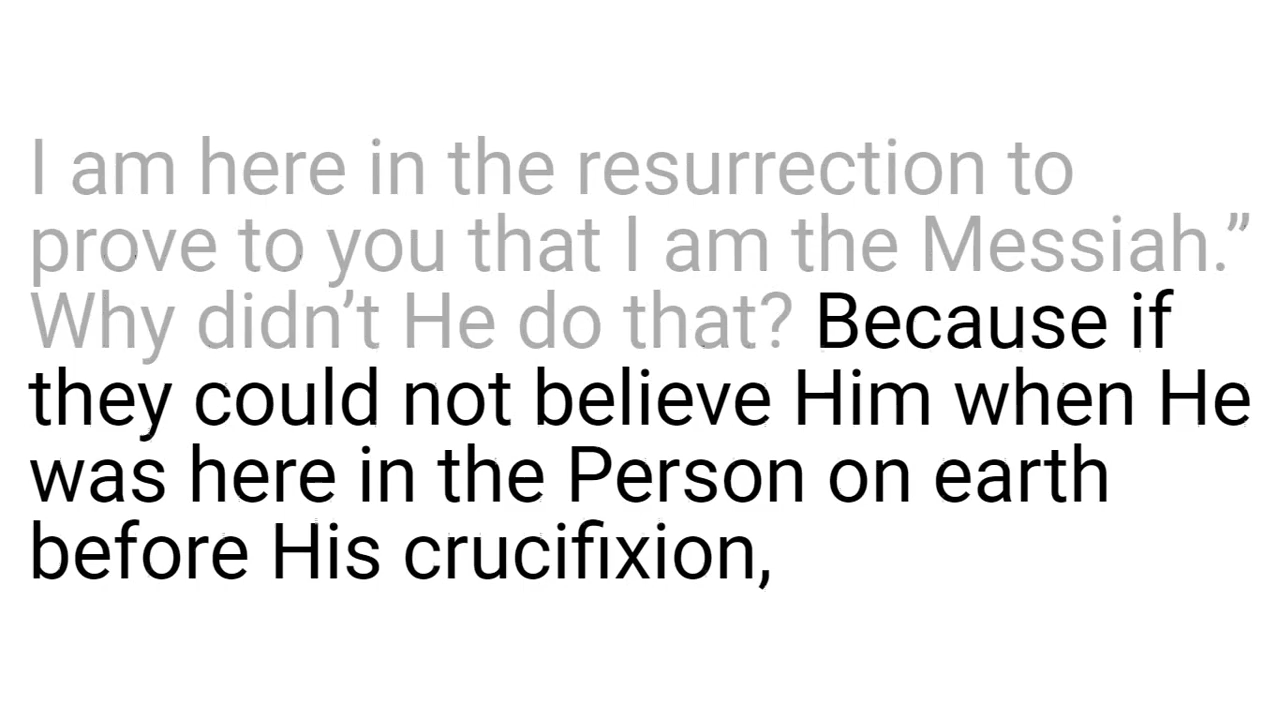 I am here in the resurrection to
prove to you that I am the Messiah.”
Why didn’t He do that? Because if
they could not believe Him when He
was here in the Person on earth
before His crucifixion,